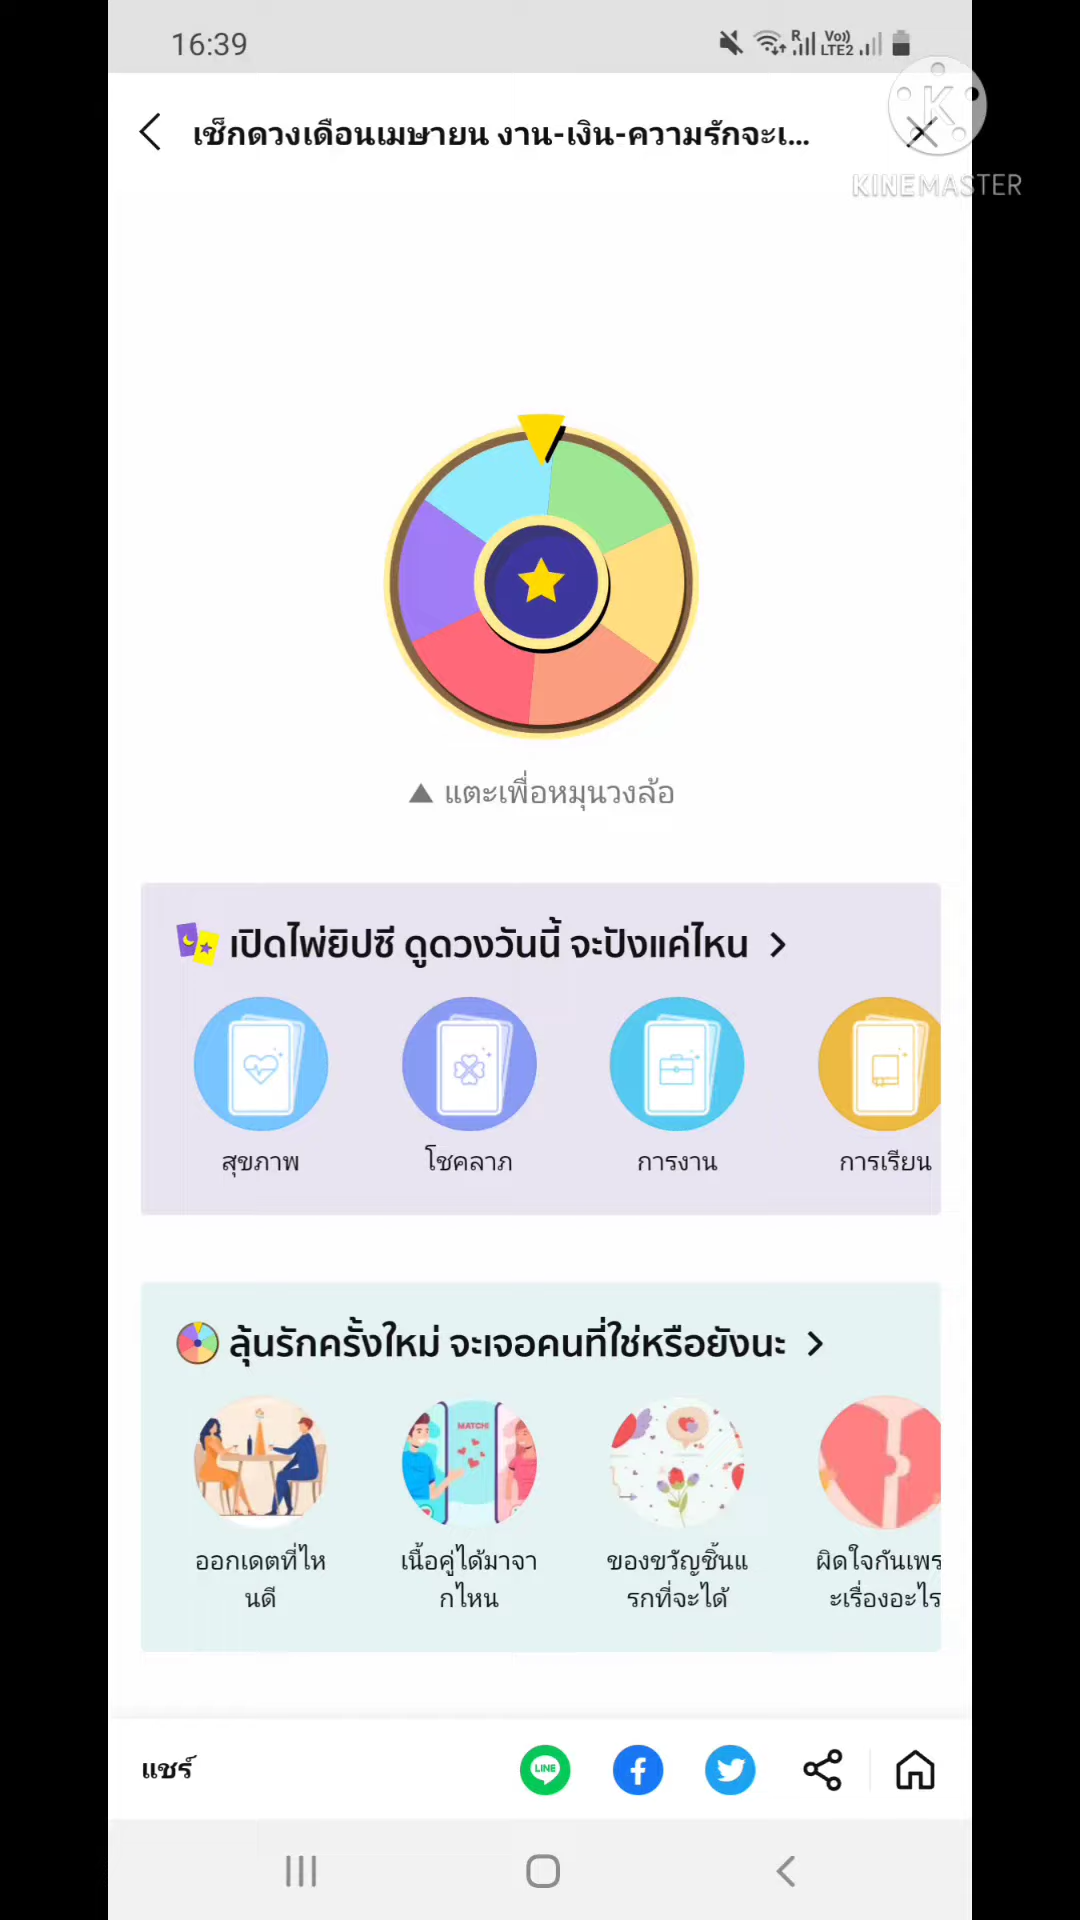 16:39
R Vo))
LTE2
เช็กดวงเดือนเมษายน งาน-เงิน-ความรักจะเ...
K
KINEMASTER
▲ แตะเพื่อหมุนวงล้อ
เปิดไพ่ยิปซี ดูดวงวันนี้ จะปังแค่ไหน
สุขภาพ โชคลาภ การงาน การเรียน
ลุ้นรักครั้งใหม่ จะเจอคนที่ใช่หรือยังนะ
MATCH!
ออกเดตที่ไห เนื้อคู่ได้มาจา ของขวัญชิ้นแ ผิดใจกันเพร
นดี กไหน รกที่จะได้ ะเรื่องอะไร
แชร์
LINE